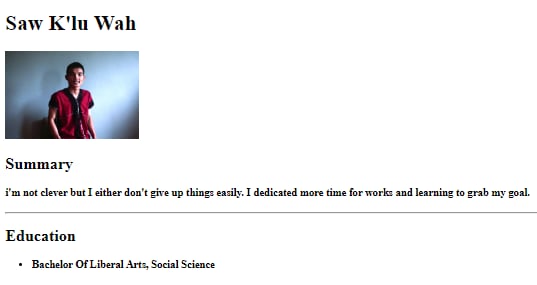 Saw K'lu Wah
Summary
i'm not clever but I either don't give up things easily. I dedicated more time for works and learning to grab my goal.
Education
Bachelor Of Liberal Arts, Social Science